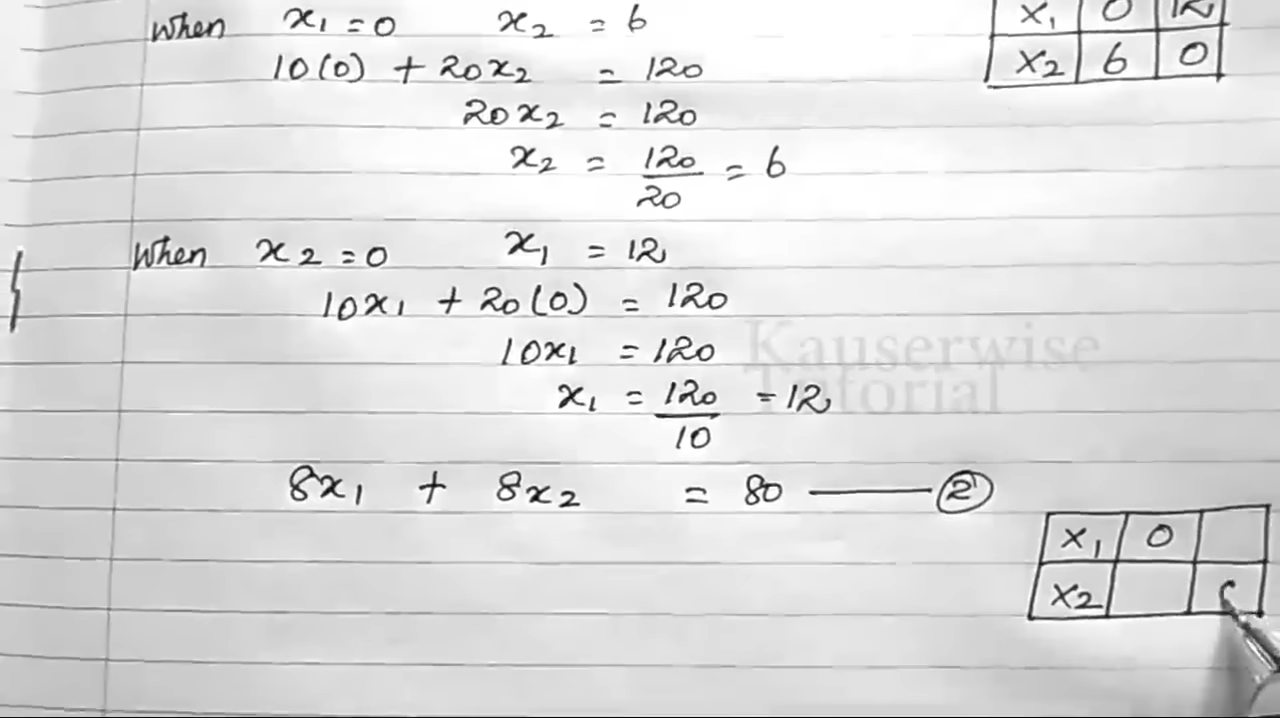 When x₁ = 0 x₂ = 6
x₁ 0 12
10(0) + 20x₂ = 120
x₂ 6 0
20x₂ = 120
x₂ = 120/20 = 6
When x₂ = 0 x₁ = 12
10x₁ + 20(0) = 120
10x₁ = 120
Kauserwise
Tutorial
x₁ = 120/10 = 12
8x₁ + 8x₂ = 80 — ②
x₁ 0
x₂